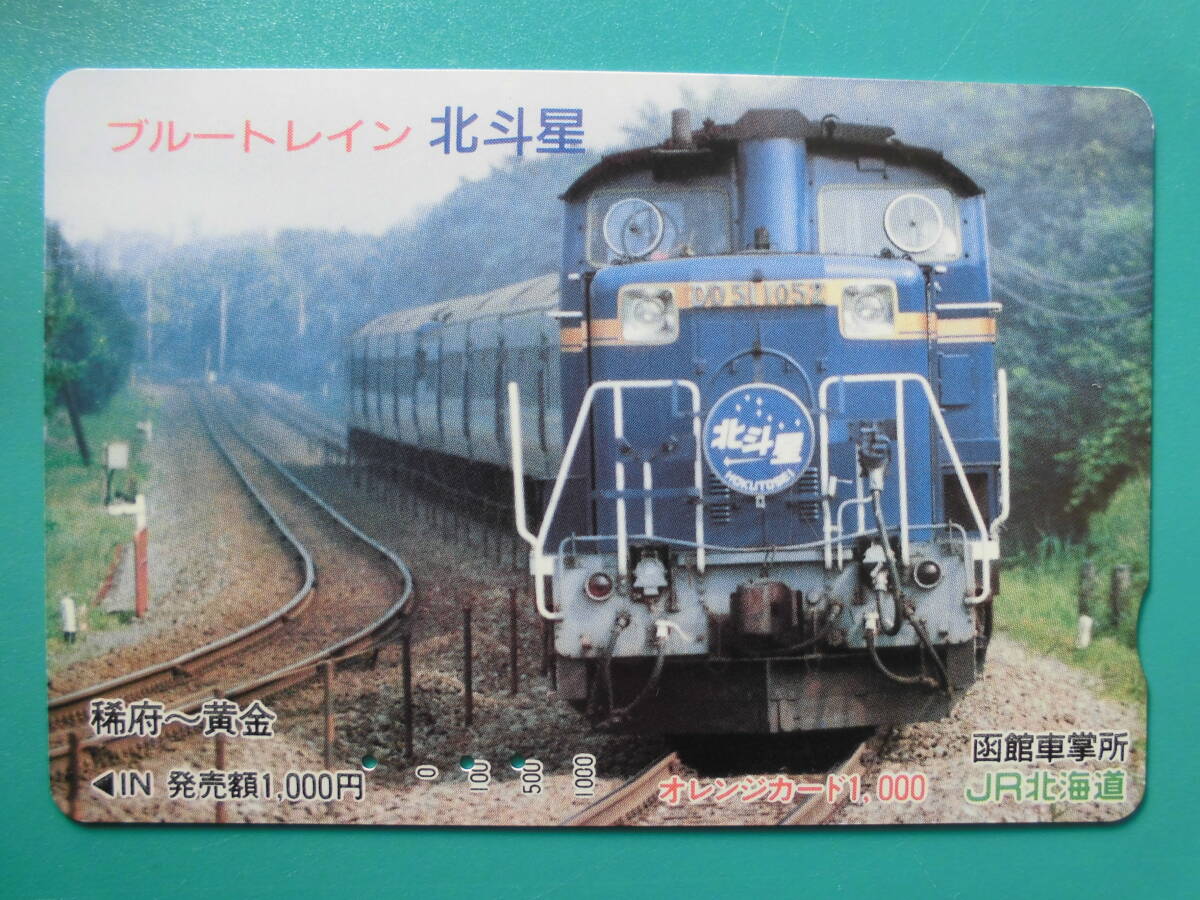 ブルートレイン 北斗星
DD51 105
北斗星
HOKUTOSEI
稀府〜黄金
◀IN 発売額1,000円
0
100
500
1000
オレンジカード1,000
函館車掌所
JR北海道